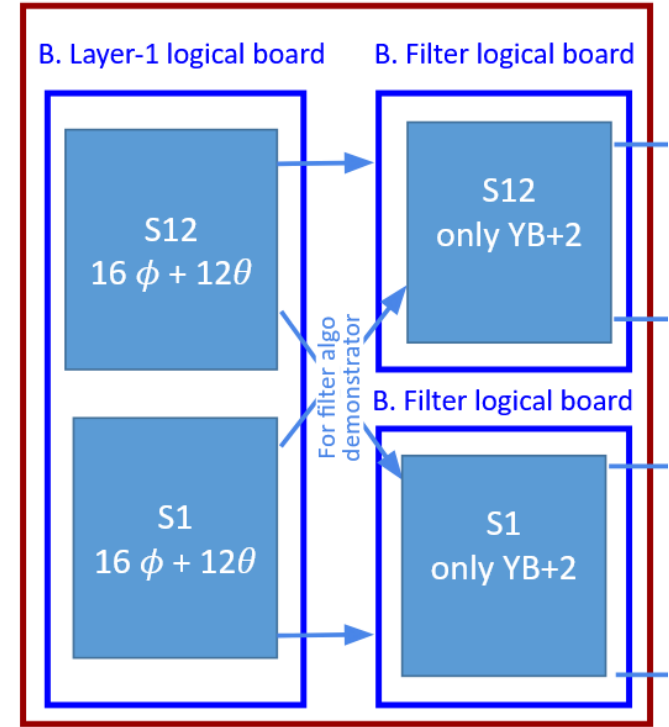 B. Layer-1 logical board
S12
16 ϕ + 12θ
S1
16 ϕ + 12θ
For filter algo
demonstrator
B. Filter logical board
S12
only YB+2
B. Filter logical board
S1
only YB+2